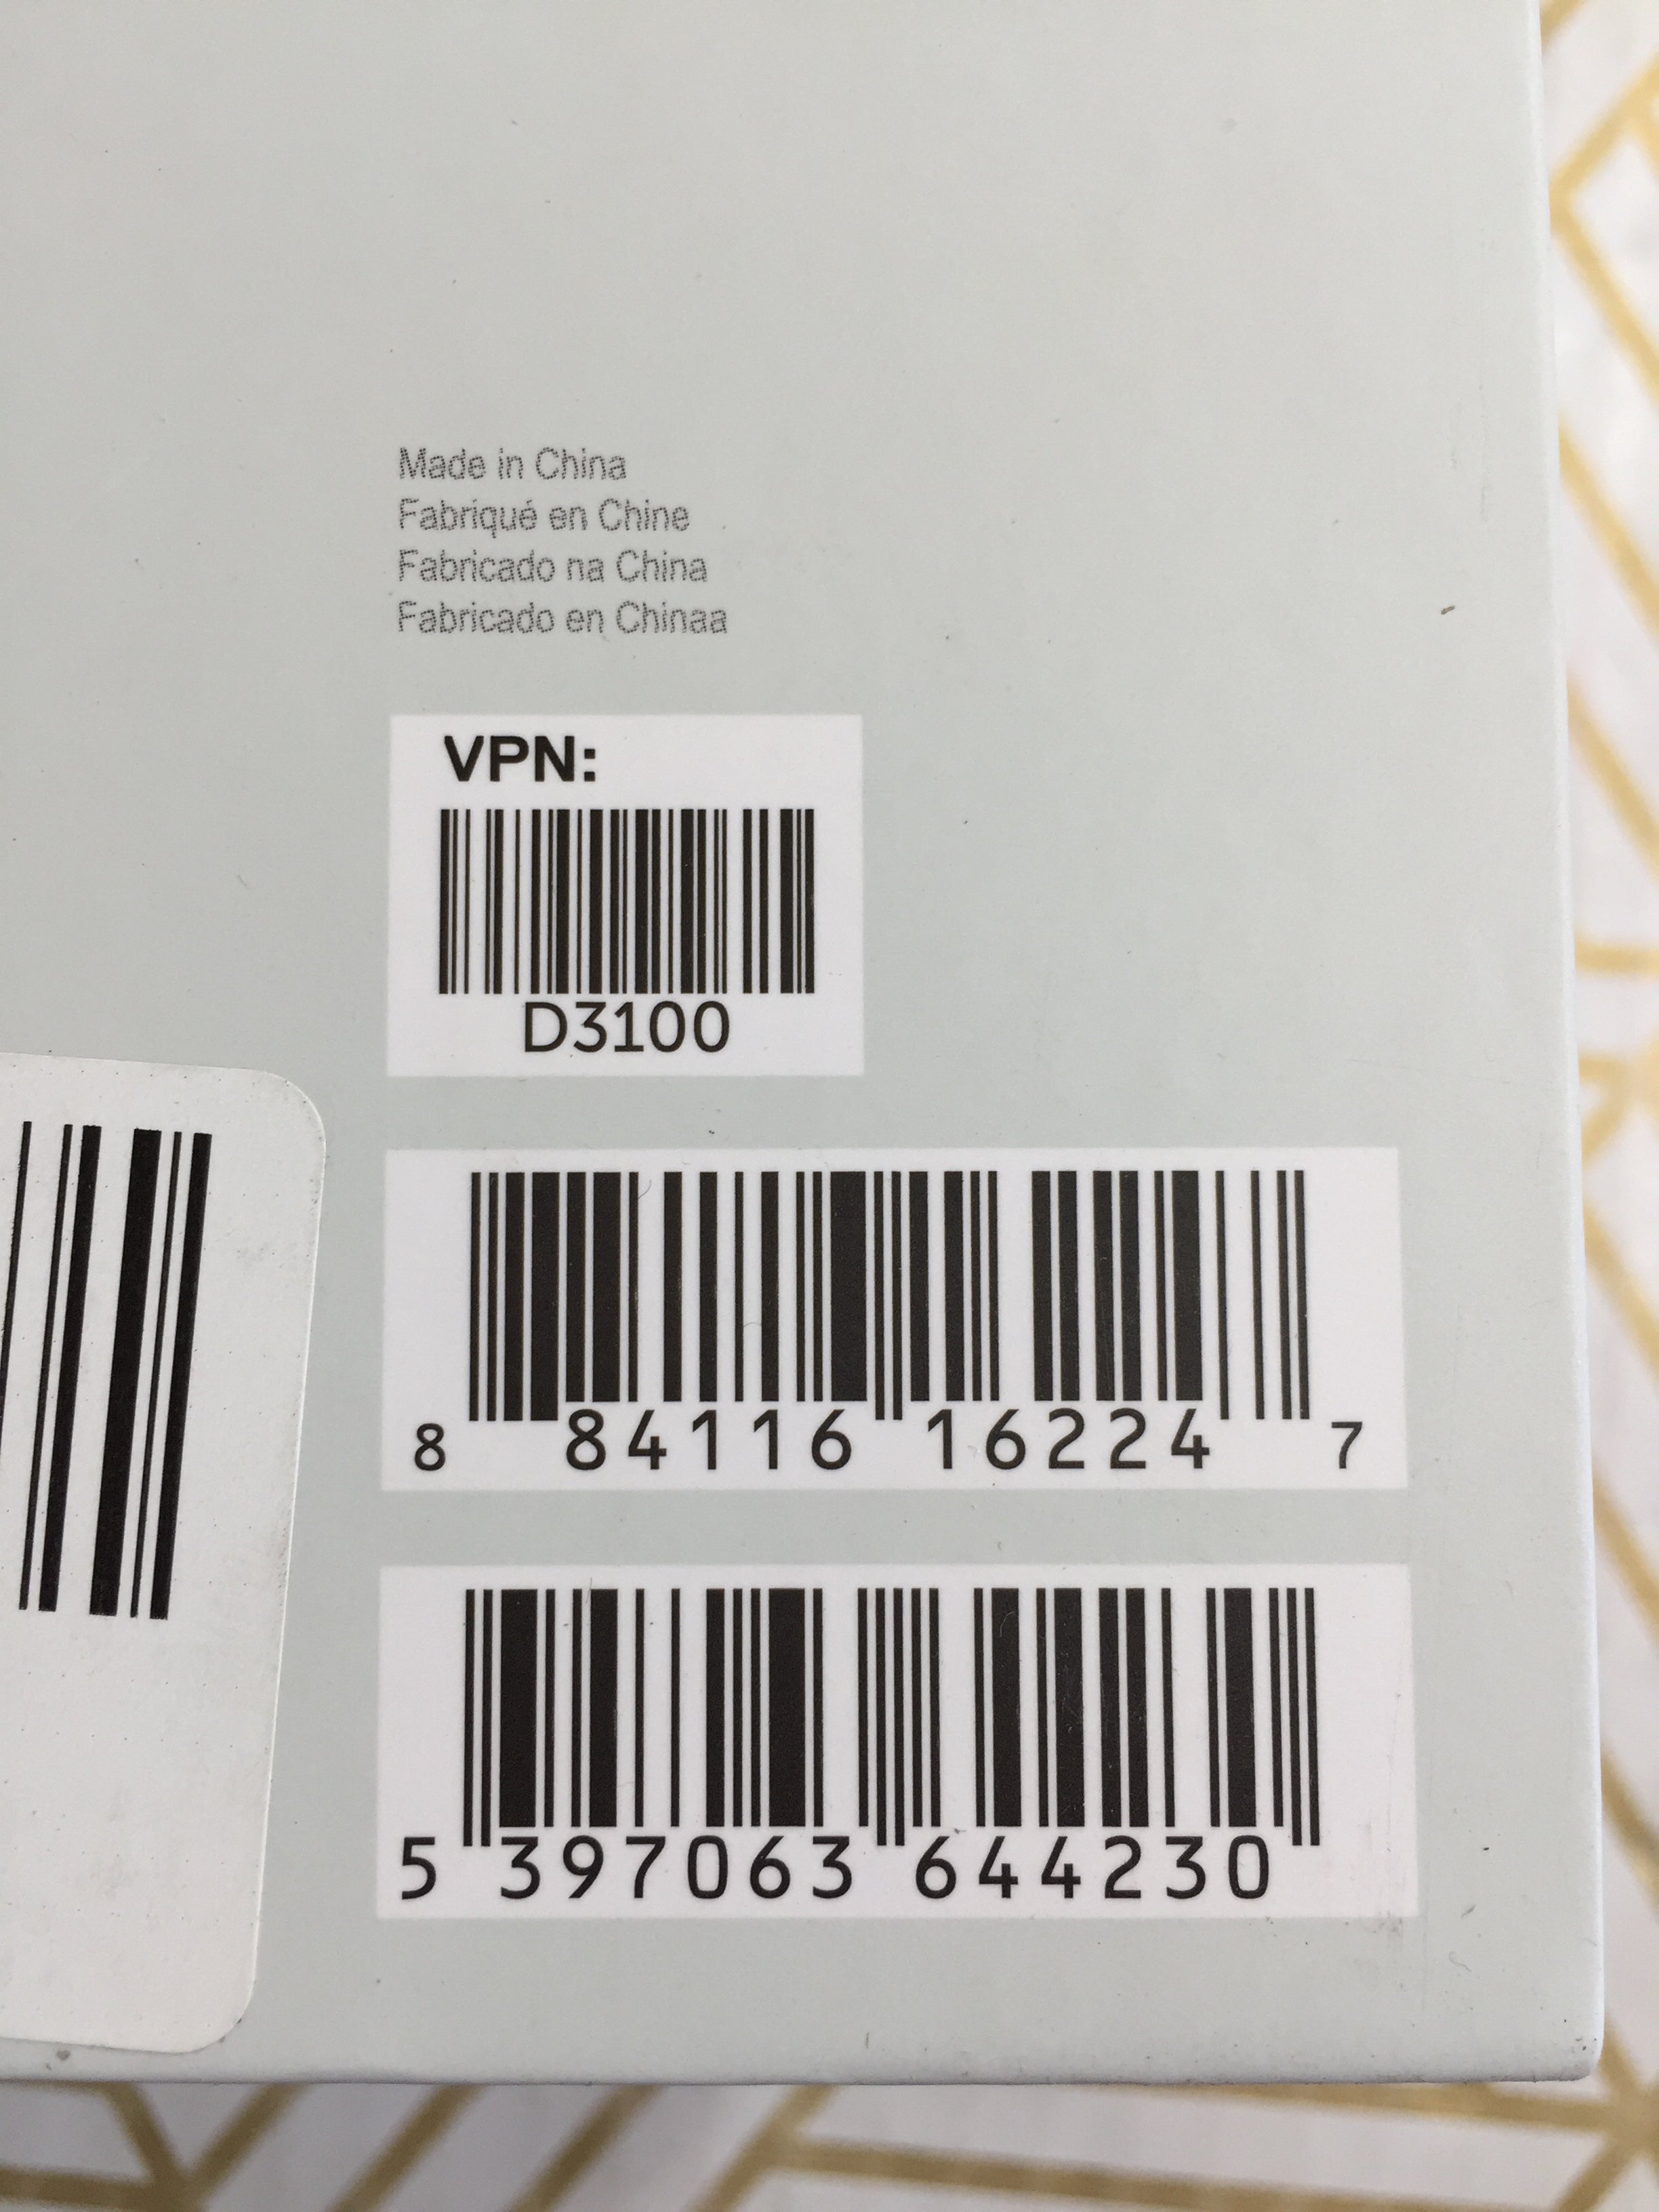 Made in China
Fabriqué en Chine
Fabricado na China
Fabricado en Chinaa
VPN:
D3100
8 84116 16224 7
5 397063 644230